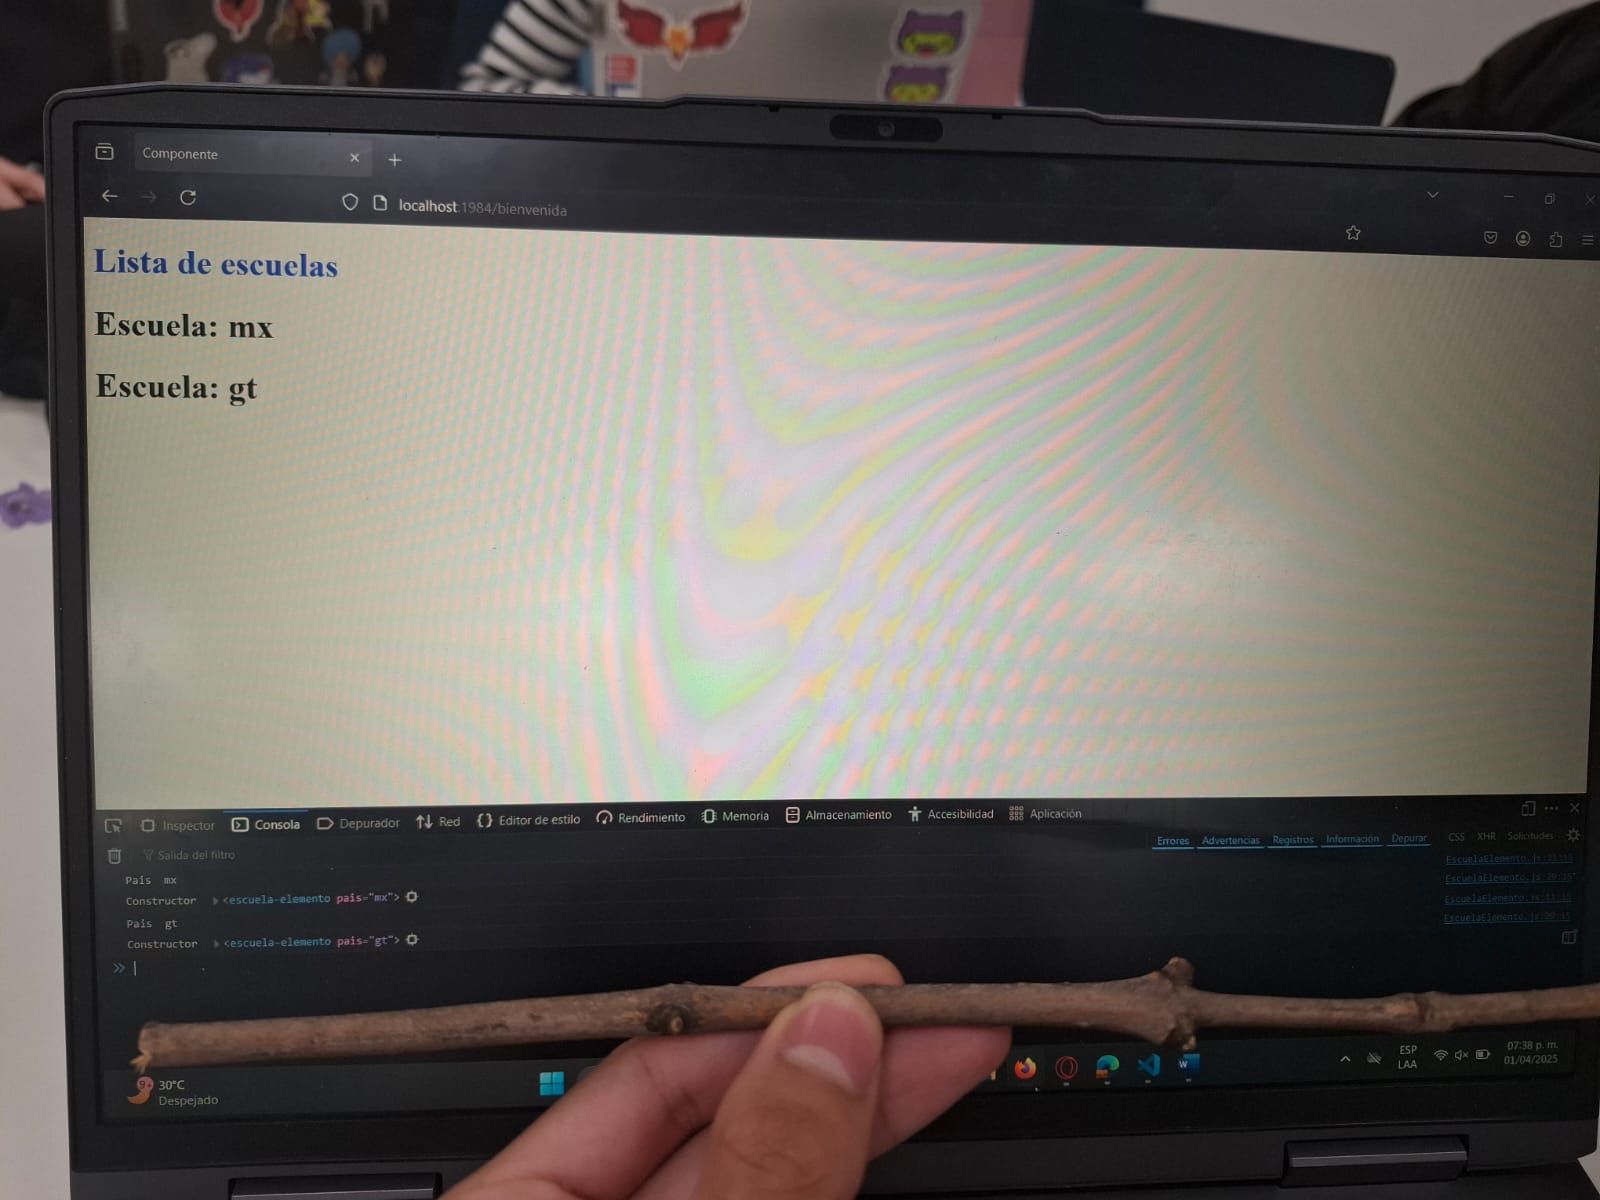 Componente
localhost:1984/bienvenida
Lista de escuelas
Escuela: mx
Escuela: gt
Inspector Consola Depurador Red Editor de estilo Rendimiento Memoria Almacenamiento Accesibilidad Aplicación
Salida del filtro
Errores Advertencias Registros Información Depurar CSS XHR Solicitudes
Pais mx
Constructor <escuela-elemento pais="mx">
Pais gt
Constructor <escuela-elemento pais="gt">
30°C
Despejado
ESP
LAA
07:38 p. m.
01/04/2025